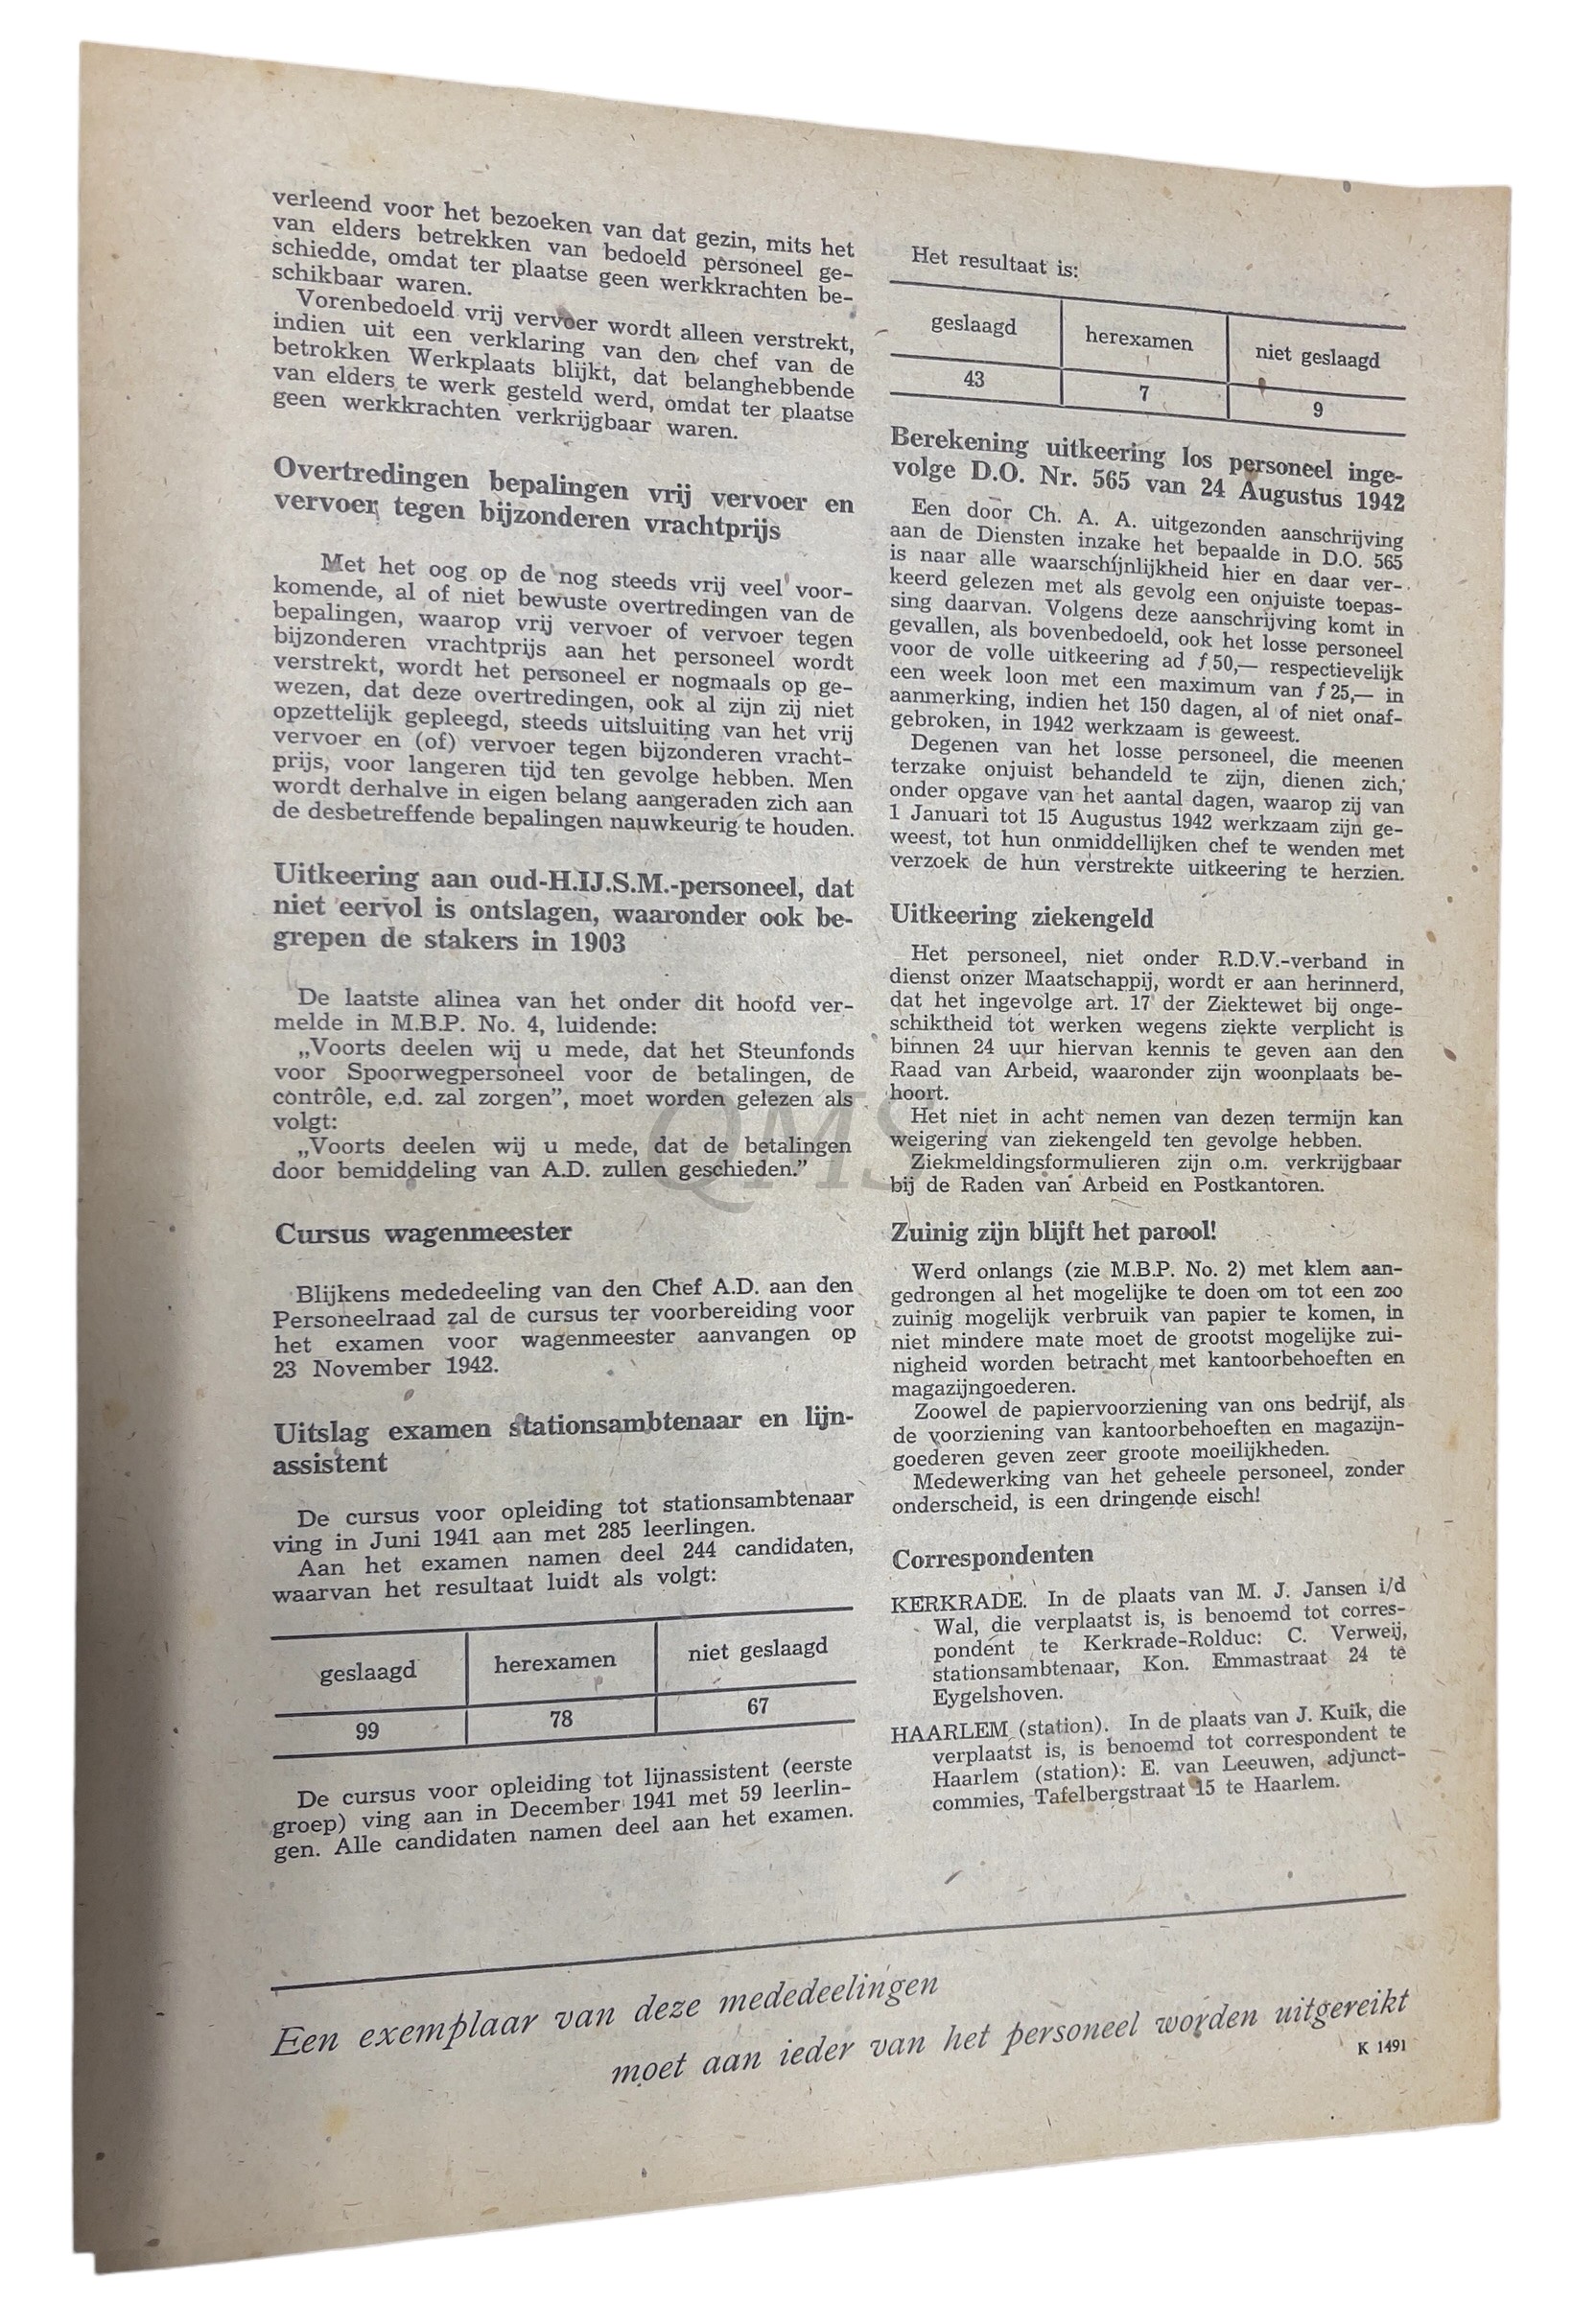 verleend voor het bezoeken van dat gezin, mits het
van elders betrekken van bedoeld personeel ge-
schiedde, omdat ter plaatse geen werkkrachten be-
schikbaar waren.
Vorenbedoeld vrij vervoer wordt alleen verstrekt,
indien uit een verklaring van den chef van de
betrokken Werkplaats blijkt, dat belanghebbende
van elders te werk gesteld werd, omdat ter plaatse
geen werkkrachten verkrijgbaar waren.
Overtredingen bepalingen vrij vervoer en
vervoer tegen bijzonderen vrachtprijs
Met het oog op de nog steeds vrij veel voor-
komende, al of niet bewuste overtredingen van de
bepalingen, waarop vrij vervoer of vervoer tegen
bijzonderen vrachtprijs aan het personeel wordt
verstrekt, wordt het personeel er nogmaals op ge-
wezen, dat deze overtredingen, ook al zijn zij niet
opzettelijk gepleegd, steeds uitsluiting van het vrij
vervoer en (of) vervoer tegen bijzonderen vracht-
prijs, voor langeren tijd ten gevolge hebben. Men
wordt derhalve in eigen belang aangeraden zich aan
de desbetreffende bepalingen nauwkeurig te houden.
Uitkeering aan oud-H.IJ.S.M.-personeel, dat
niet eervol is ontslagen, waaronder ook be-
grepen de stakers in 1903
De laatste alinea van het onder dit hoofd ver-
melde in M.B.P. No. 4, luidende:
„Voorts deelen wij u mede, dat het Steunfonds
voor Spoorwegpersoneel voor de betalingen, de
contrôle, e.d. zal zorgen”, moet worden gelezen als
volgt:
„Voorts deelen wij u mede, dat de betalingen
door bemiddeling van A.D. zullen geschieden.”
Cursus wagenmeester
Blijkens mededeeling van den Chef A.D. aan den
Personeelraad zal de cursus ter voorbereiding voor
het examen voor wagenmeester aanvangen op
23 November 1942.
Uitslag examen stationsambtenaar en lijn-
assistent
De cursus voor opleiding tot stationsambtenaar
ving in Juni 1941 aan met 285 leerlingen.
Aan het examen namen deel 244 candidaten,
waarvan het resultaat luidt als volgt:
geslaagd herexamen niet geslaagd
99 78 67
De cursus voor opleiding tot lijnassistent (eerste
groep) ving aan in December 1941 met 59 leerlin-
gen. Alle candidaten namen deel aan het examen.
Het resultaat is:
geslaagd herexamen niet geslaagd
43 7 9
Berekening uitkeering los personeel inge-
volge D.O. Nr. 565 van 24 Augustus 1942
Een door Ch. A. A. uitgezonden aanschrijving
aan de Diensten inzake het bepaalde in D.O. 565
is naar alle waarschijnlijkheid hier en daar ver-
keerd gelezen met als gevolg een onjuiste toepas-
sing daarvan. Volgens deze aanschrijving komt in
gevallen, als bovenbedoeld, ook het losse personeel
voor de volle uitkeering ad f 50,— respectievelijk
een week loon met een maximum van f 25,— in
aanmerking, indien het 150 dagen, al of niet onaf-
gebroken, in 1942 werkzaam is geweest.
Degenen van het losse personeel, die meenen
terzake onjuist behandeld te zijn, dienen zich,
onder opgave van het aantal dagen, waarop zij van
1 Januari tot 15 Augustus 1942 werkzaam zijn ge-
weest, tot hun onmiddellijken chef te wenden met
verzoek de hun verstrekte uitkeering te herzien.
Uitkeering ziekengeld
Het personeel, niet onder R.D.V.-verband in
dienst onzer Maatschappij, wordt er aan herinnerd,
dat het ingevolge art. 17 der Ziektewet bij onge-
schiktheid tot werken wegens ziekte verplicht is
binnen 24 uur hiervan kennis te geven aan den
Raad van Arbeid, waaronder zijn woonplaats be-
hoort.
Het niet in acht nemen van dezen termijn kan
weigering van ziekengeld ten gevolge hebben.
Ziekmeldingsformulieren zijn o.m. verkrijgbaar
bij de Raden van Arbeid en Postkantoren.
Zuinig zijn blijft het parool!
Werd onlangs (zie M.B.P. No. 2) met klem aan-
gedrongen al het mogelijke te doen om tot een zoo
zuinig mogelijk verbruik van papier te komen, in
niet mindere mate moet de grootst mogelijke zui-
nigheid worden betracht met kantoorbehoeften en
magazijngoederen.
Zoowel de papiervoorziening van ons bedrijf, als
de voorziening van kantoorbehoeften en magazijn-
goederen geven zeer groote moeilijkheden.
Medewerking van het geheele personeel, zonder
onderscheid, is een dringende eisch!
Correspondenten
KERKRADE. In de plaats van M. J. Jansen i/d
Wal, die verplaatst is, is benoemd tot corres-
pondent te Kerkrade-Rolduc: C. Verweij,
stationsambtenaar, Kon. Emmastraat 24 te
Eygelshoven.
HAARLEM (station). In de plaats van J. Kuik, die
verplaatst is, is benoemd tot correspondent te
Haarlem (station): E. van Leeuwen, adjunct-
commies, Tafelbergstraat 15 te Haarlem.
Een exemplaar van deze mededeelingen
moet aan ieder van het personeel worden uitgereikt
K 1491
QMS